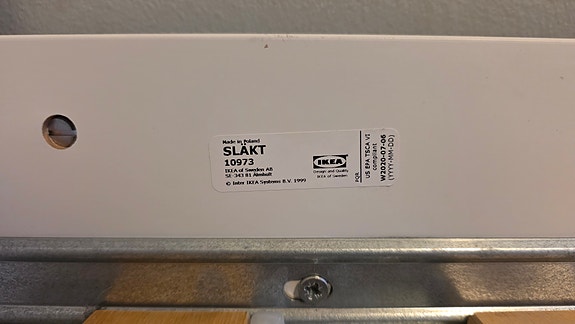 Made in Poland
SLÄKT
10973
IKEA of Sweden AB
SE-343 81 Älmhult
© Inter IKEA Systems B.V. 1999
IKEA
Design and Quality
IKEA of Sweden
PQR
US EPA TSCA VI
compliant
W2020-07-06
(YYYY-MM-DD)